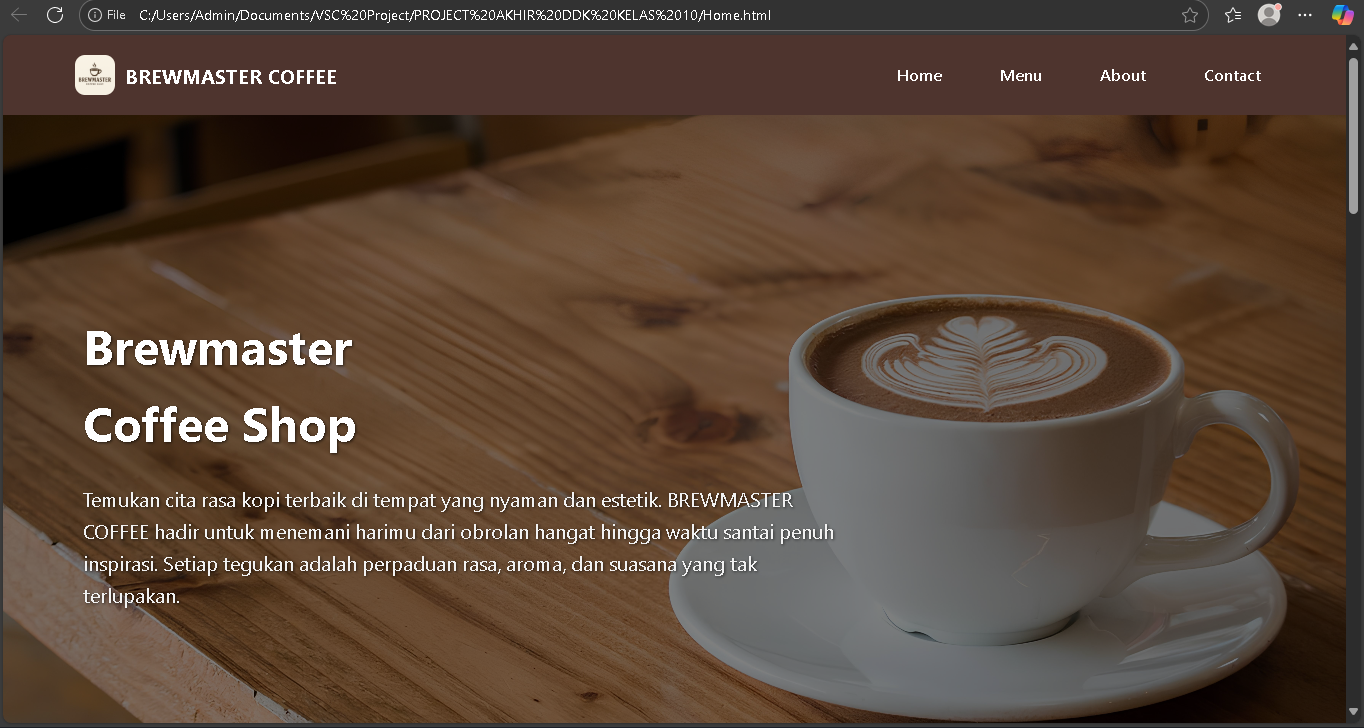 File
C:/Users/Admin/Documents/VSC%20Project/PROJECT%20AKHIR%20DDK%20KELAS%2010/Home.html
BREWMASTER
BREWMASTER COFFEE
Home
Menu
About
Contact
Brewmaster
Coffee Shop
Temukan cita rasa kopi terbaik di tempat yang nyaman dan estetik. BREWMASTER
COFFEE hadir untuk menemani harimu dari obrolan hangat hingga waktu santai penuh
inspirasi. Setiap tegukan adalah perpaduan rasa, aroma, dan suasana yang tak
terlupakan.